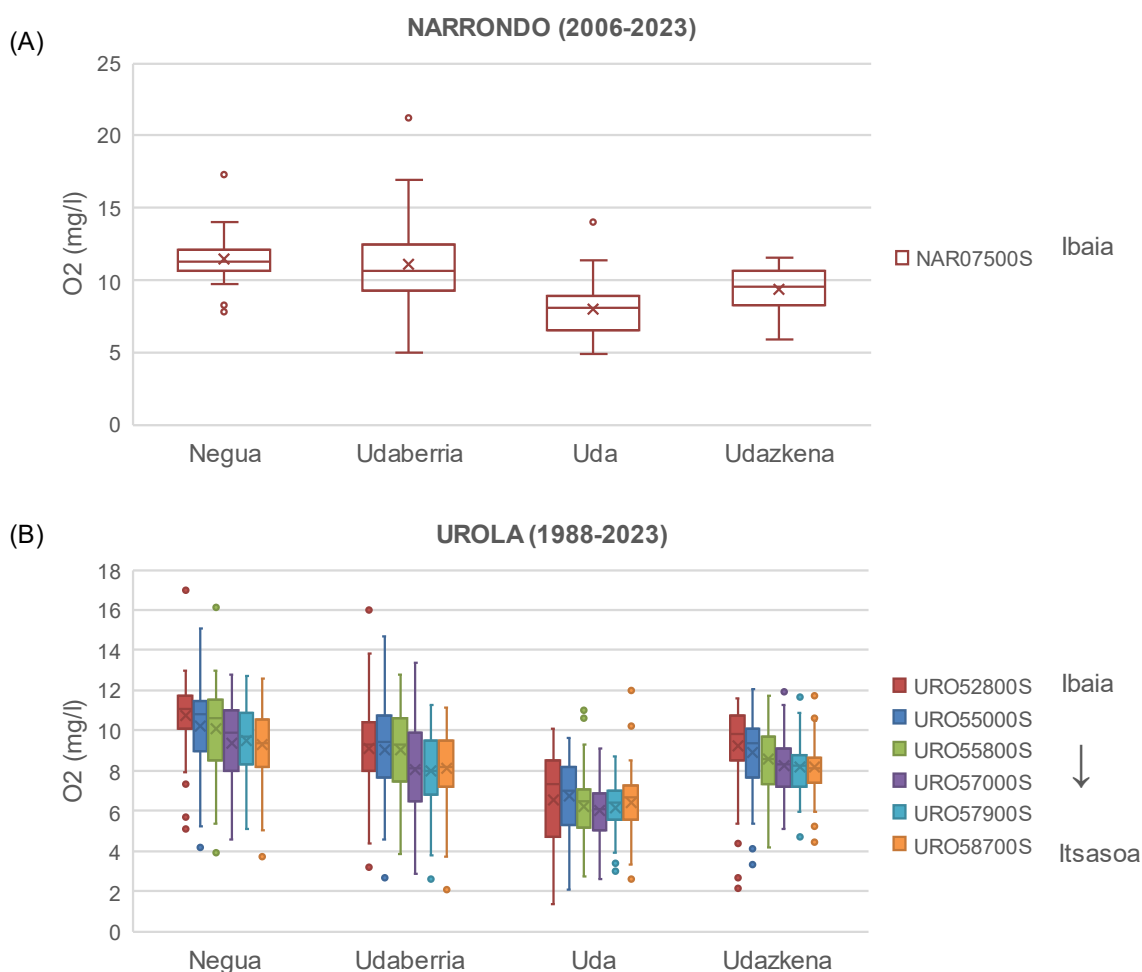 (A)
NARRONDO (2006-2023)
25
20
15
10
5
0
O2 (mg/l)
Negua Udaberria Uda Udazkena
NAR07500S
Ibaia
(B)
UROLA (1988-2023)
18
16
14
12
10
8
6
4
2
0
O2 (mg/l)
Negua Udaberria Uda Udazkena
URO52800S
URO55000S
URO55800S
URO57000S
URO57900S
URO58700S
Ibaia
↓
Itsasoa